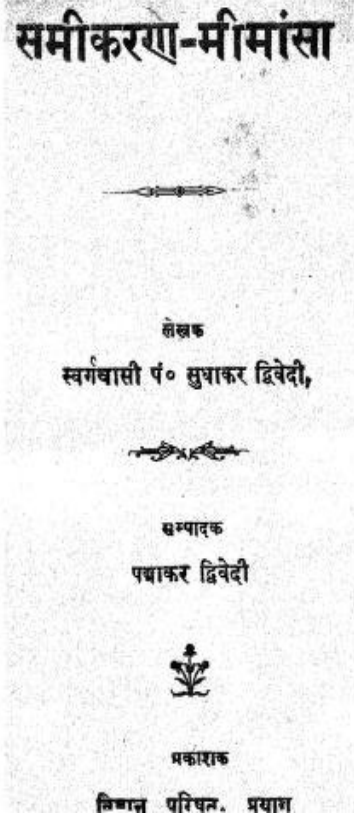 समीकरण-मीमांसा
लेखक
स्वर्गवासी पं० सुधाकर द्विवेदी,
सम्पादक
पद्माकर द्विवेदी
प्रकाशक
विज्ञान परिषत्, प्रयाग